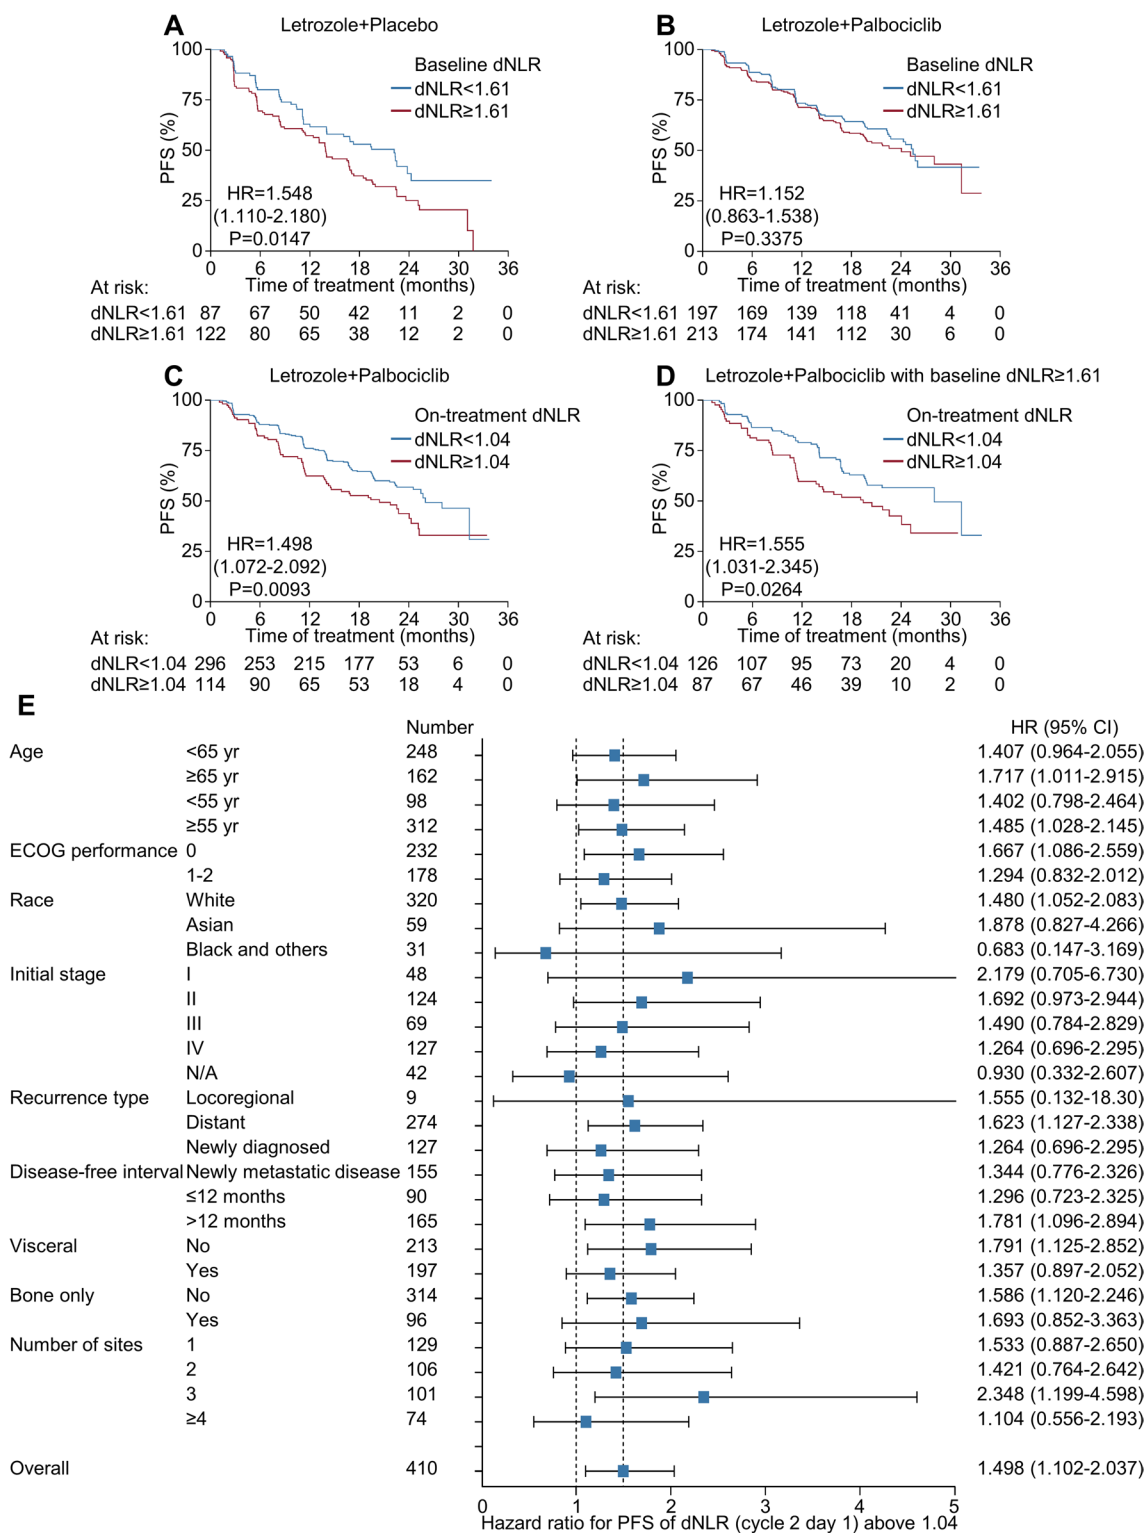 A Letrozole+Placebo
100
75
50
25
0
PFS (%)
Baseline dNLR
dNLR<1.61
dNLR≥1.61
HR=1.548
(1.110-2.180)
P=0.0147
0 6 12 18 24 30 36
Time of treatment (months)
At risk:
dNLR<1.61 87 67 50 42 11 2 0
dNLR≥1.61 122 80 65 38 12 2 0
B Letrozole+Palbociclib
100
75
50
25
0
PFS (%)
Baseline dNLR
dNLR<1.61
dNLR≥1.61
HR=1.152
(0.863-1.538)
P=0.3375
0 6 12 18 24 30 36
Time of treatment (months)
At risk:
dNLR<1.61 197 169 139 118 41 4 0
dNLR≥1.61 213 174 141 112 30 6 0
C Letrozole+Palbociclib
100
75
50
25
0
PFS (%)
On-treatment dNLR
dNLR<1.04
dNLR≥1.04
HR=1.498
(1.072-2.092)
P=0.0093
0 6 12 18 24 30 36
Time of treatment (months)
At risk:
dNLR<1.04 296 253 215 177 53 6 0
dNLR≥1.04 114 90 65 53 18 4 0
D Letrozole+Palbociclib with baseline dNLR≥1.61
100
75
50
25
0
PFS (%)
On-treatment dNLR
dNLR<1.04
dNLR≥1.04
HR=1.555
(1.031-2.345)
P=0.0264
0 6 12 18 24 30 36
Time of treatment (months)
At risk:
dNLR<1.04 126 107 95 73 20 4 0
dNLR≥1.04 87 67 46 39 10 2 0
E
Number HR (95% CI)
Age <65 yr 248 1.407 (0.964-2.055)
≥65 yr 162 1.717 (1.011-2.915)
<55 yr 98 1.402 (0.798-2.464)
≥55 yr 312 1.485 (1.028-2.145)
ECOG performance 0 232 1.667 (1.086-2.559)
1-2 178 1.294 (0.832-2.012)
Race White 320 1.480 (1.052-2.083)
Asian 59 1.878 (0.827-4.266)
Black and others 31 0.683 (0.147-3.169)
Initial stage I 48 2.179 (0.705-6.730)
II 124 1.692 (0.973-2.944)
III 69 1.490 (0.784-2.829)
IV 127 1.264 (0.696-2.295)
N/A 42 0.930 (0.332-2.607)
Recurrence type Locoregional 9 1.555 (0.132-18.30)
Distant 274 1.623 (1.127-2.338)
Newly diagnosed 127 1.264 (0.696-2.295)
Disease-free interval Newly metastatic disease 155 1.344 (0.776-2.326)
≤12 months 90 1.296 (0.723-2.325)
>12 months 165 1.781 (1.096-2.894)
Visceral No 213 1.791 (1.125-2.852)
Yes 197 1.357 (0.897-2.052)
Bone only No 314 1.586 (1.120-2.246)
Yes 96 1.693 (0.852-3.363)
Number of sites 1 129 1.533 (0.887-2.650)
2 106 1.421 (0.764-2.642)
3 101 2.348 (1.199-4.598)
≥4 74 1.104 (0.556-2.193)
Overall 410 1.498 (1.102-2.037)
0 1 2 3 4 5
Hazard ratio for PFS of dNLR (cycle 2 day 1) above 1.04